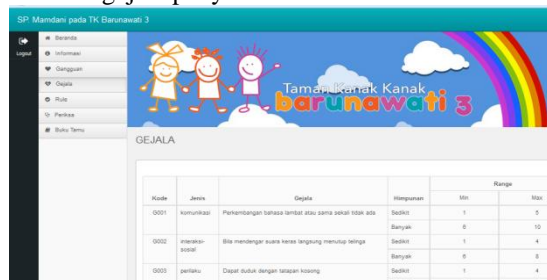 SP. Mamdani pada TK Barunawati 3
Logout
Beranda
Informasi
Gangguan
Gejala
Rule
Periksa
Buku Tamu
Taman Kanak Kanak
barunawati 3
GEJALA
Range
Kode Jenis Gejala Himpunan Min Max
G001 komunikasi Perkembangan bahasa lambat atau sama sekali tidak ada Sedikit 1 5
Banyak 6 10
G002 interaksi-sosial Bila mendengar suara keras langsung menutup telinga Sedikit 1 4
Banyak 6 8
G003 perilaku Dapat duduk dengan tatapan kosong Sedikit 1 4